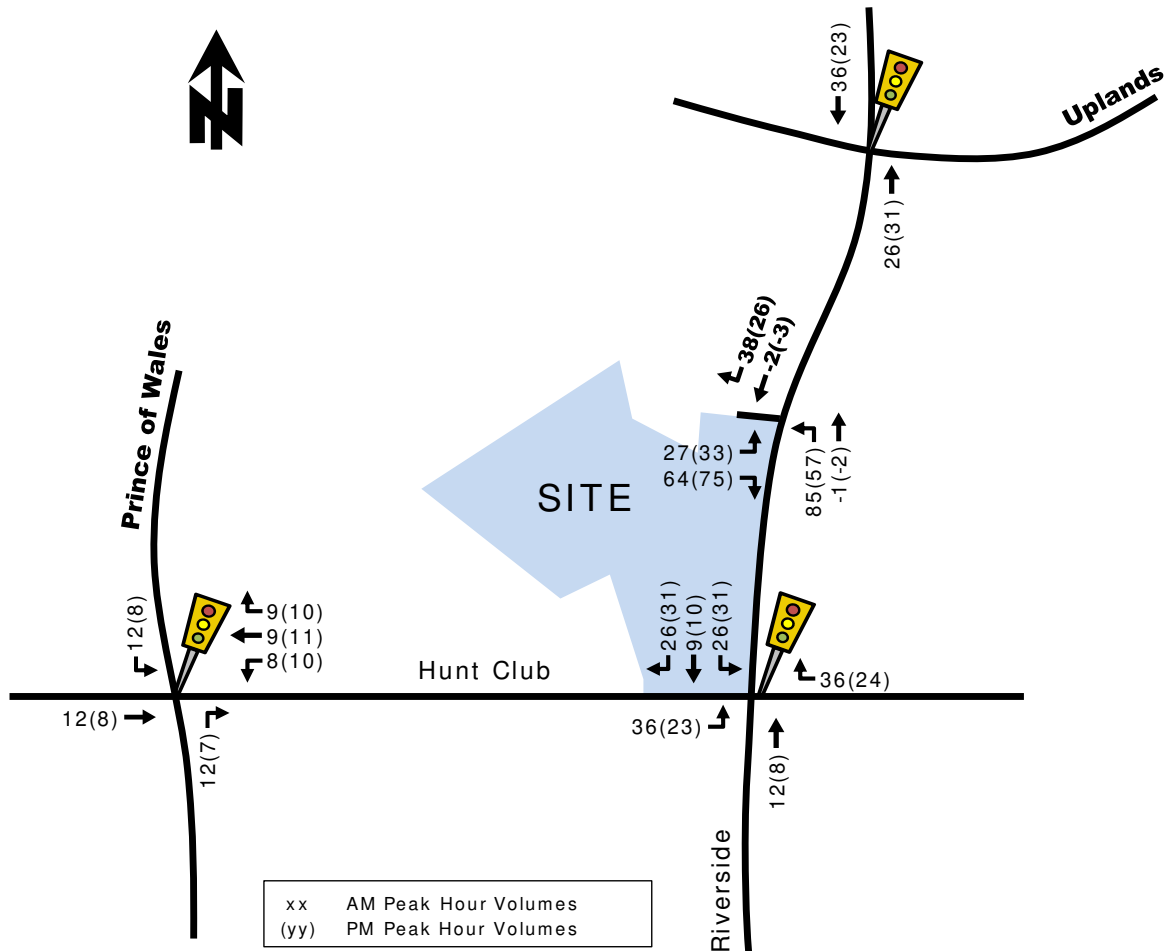 N
36(23)
Uplands
26(31)
38(26)
-2(-3)
Prince of Wales
27(33)
64(75)
85(57)
-1(-2)
SITE
12(8)
9(10)
9(11)
8(10)
26(31)
9(10)
26(31)
Hunt Club
36(24)
12(8)
12(7)
36(23)
12(8)
Riverside
xx AM Peak Hour Volumes
(yy) PM Peak Hour Volumes